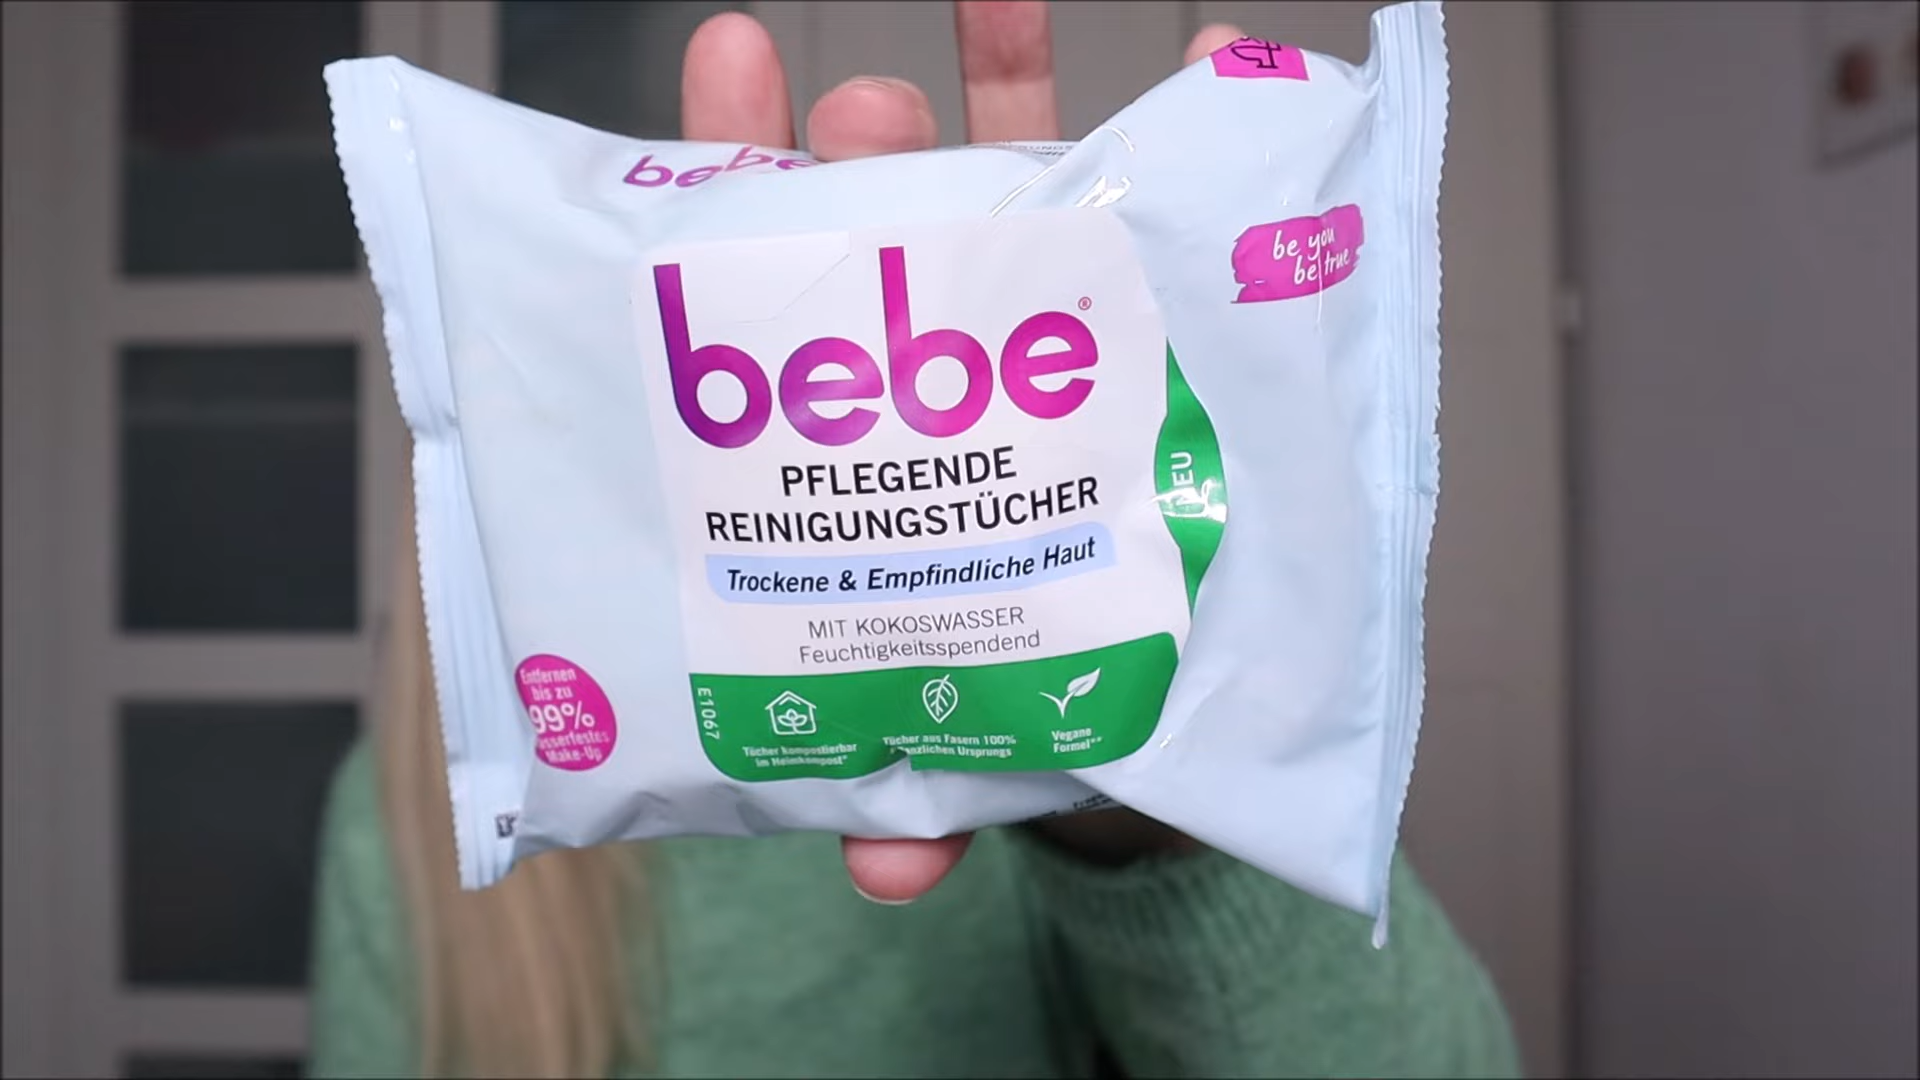 bebe
be you
be true
bebe®
PFLEGENDE
REINIGUNGSTÜCHER
Trockene & Empfindliche Haut
MIT KOKOSWASSER
Feuchtigkeitsspendend
NEU
Entfernen
bis zu
99%
Make-Up
E1067
Tücher kompostierbar
im Heimkompost*
Tücher aus Fasern 100%
Ursprungs
Vegane
Formel**